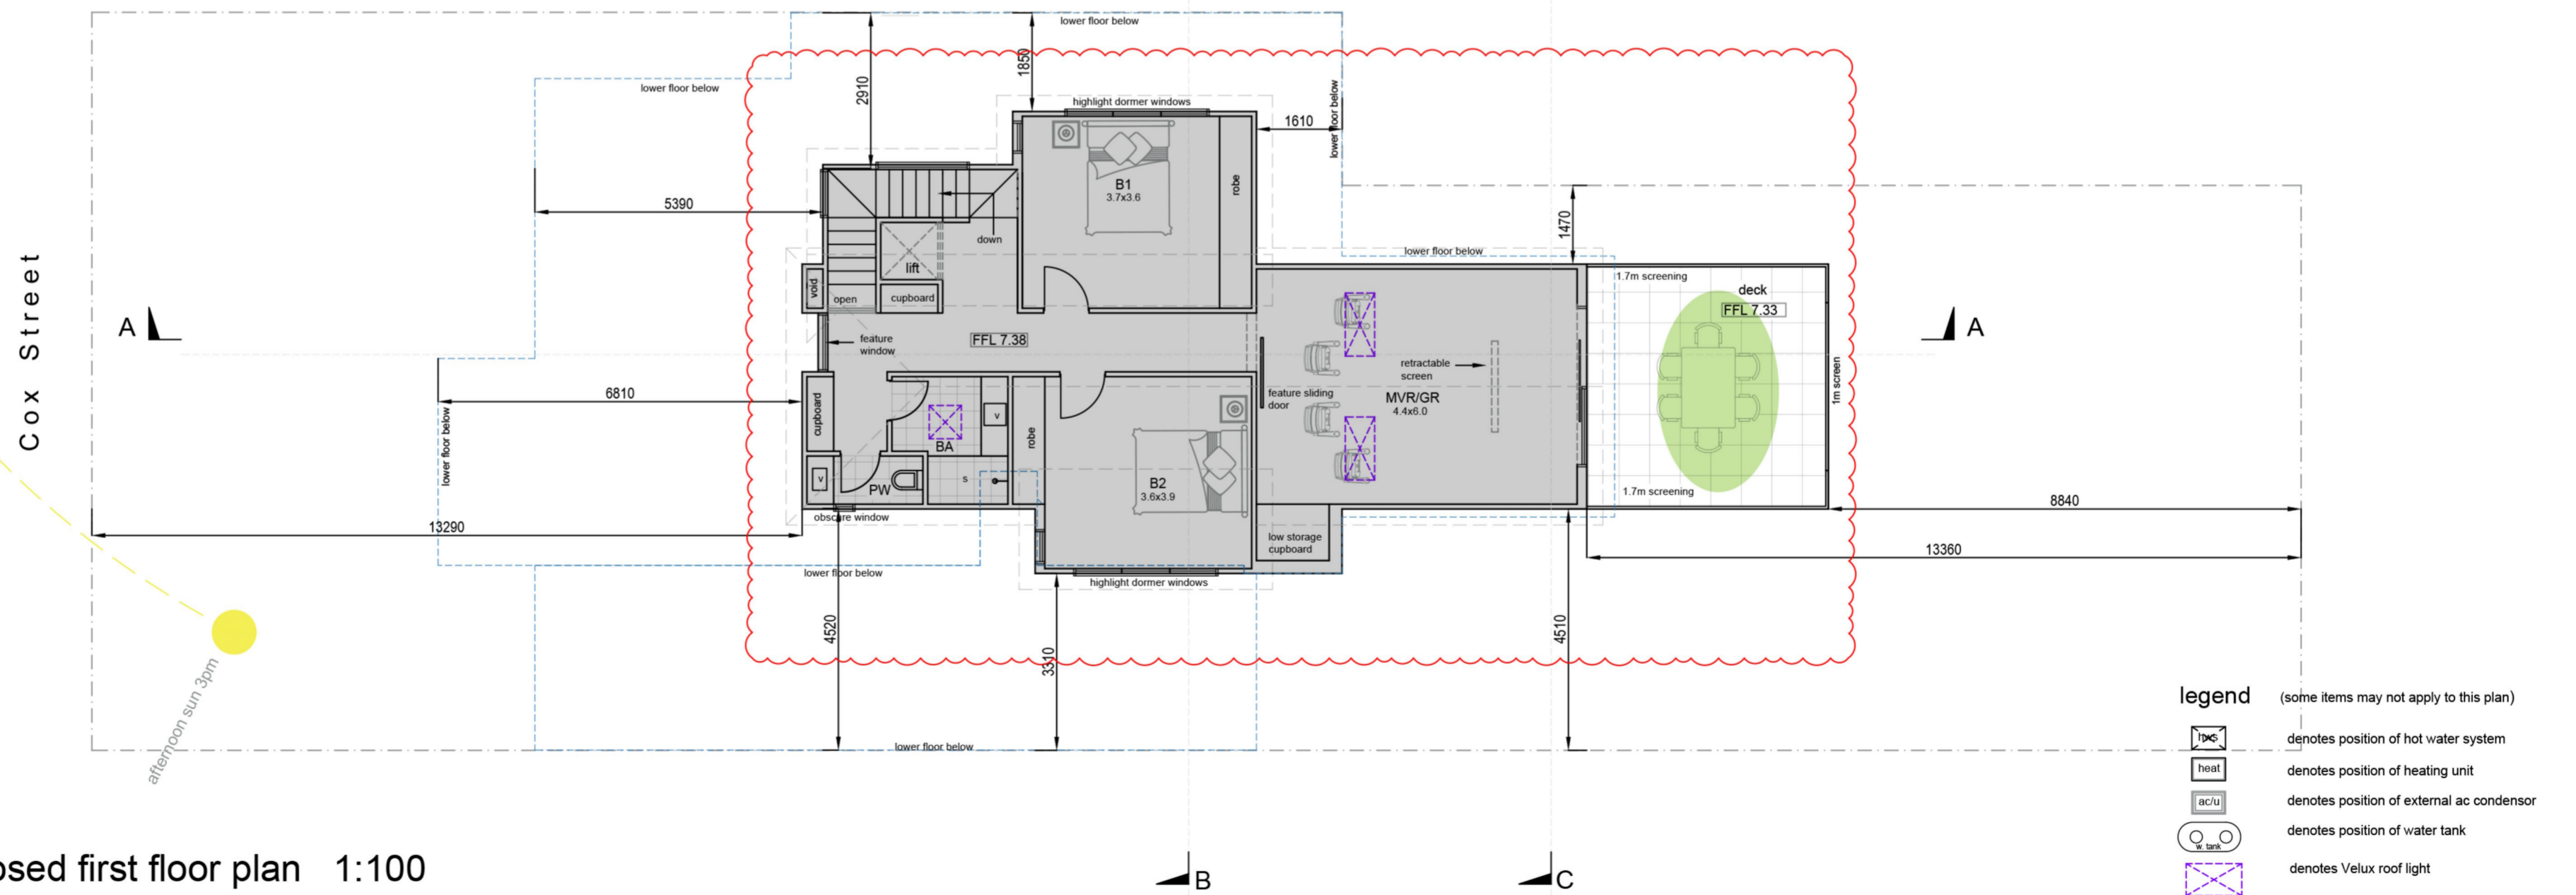 lower floor below
1850
2910
lower floor below
lower floor below
highlight dormer windows
1610
B1
3.7x3.6
robe
5390
1470
down
lower floor below
lift
void
open
cupboard
1.7m screening
deck
FFL 7.33
Cox Street
A
A
feature
window
FFL 7.38
retractable
screen
1m screen
feature sliding
door
MVR/GR
4.4x6.0
6810
cupboard
v
robe
BA
lower floor below
v
PW
s
B2
3.6x3.9
1.7m screening
8840
obscure window
13290
low storage
cupboard
13360
lower floor below
highlight dormer windows
4520
3310
4510
afternoon sun 3pm
lower floor below
legend (some items may not apply to this plan)
hws denotes position of hot water system
heat denotes position of heating unit
ac/u denotes position of external ac condensor
w. tank denotes position of water tank
denotes Velux roof light
osed first floor plan 1:100
B
C